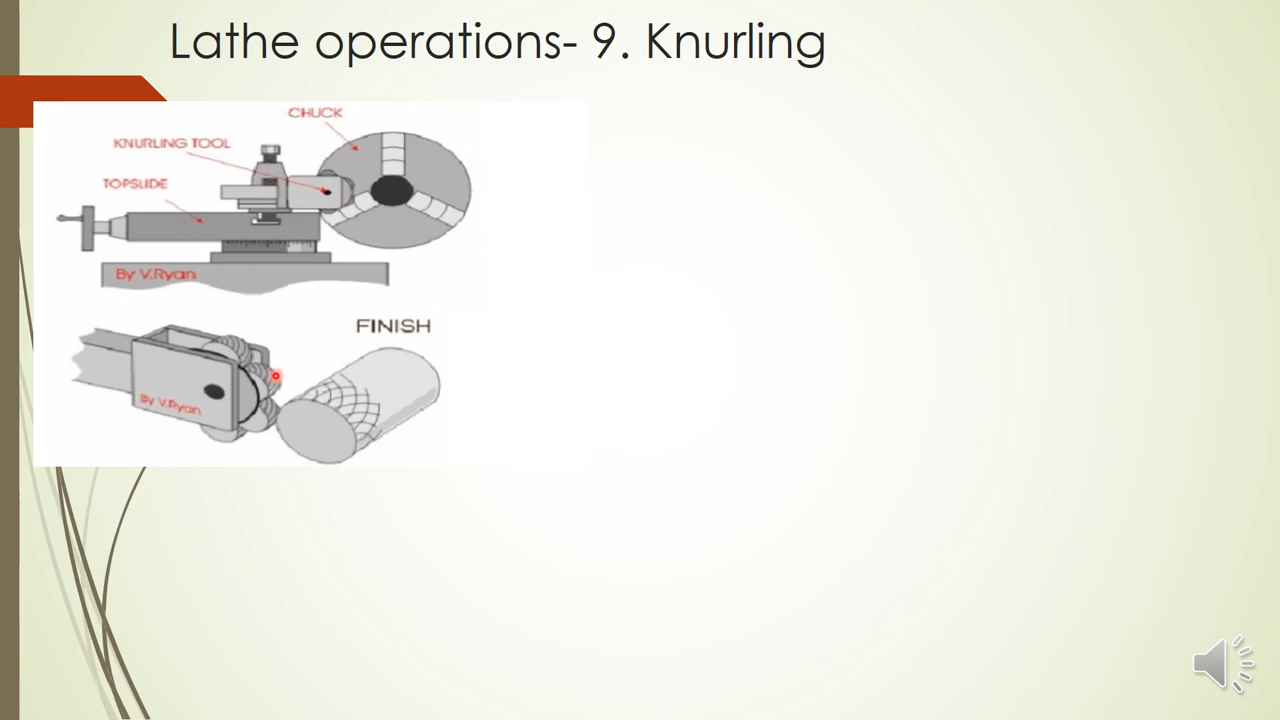 Lathe operations- 9. Knurling
CHUCK
KNURLING TOOL
TOPSLIDE
By V.Ryan
FINISH
By V.Ryan